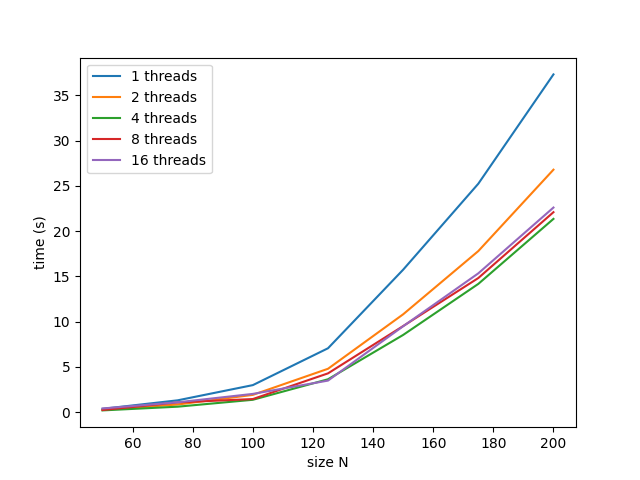 1 threads
2 threads
4 threads
8 threads
16 threads
35
30
25
20
15
10
5
0
time (s)
60 80 100 120 140 160 180 200
size N